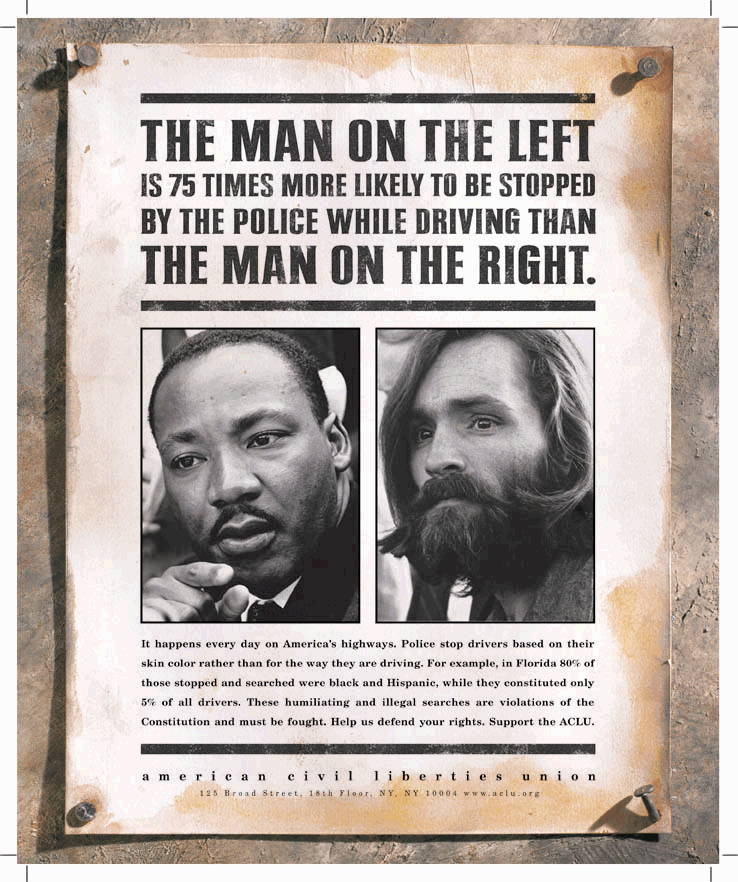 THE MAN ON THE LEFT
IS 75 TIMES MORE LIKELY TO BE STOPPED
BY THE POLICE WHILE DRIVING THAN
THE MAN ON THE RIGHT.
It happens every day on America's highways. Police stop drivers based on their
skin color rather than for the way they are driving. For example, in Florida 80% of
those stopped and searched were black and Hispanic, while they constituted only
5% of all drivers. These humiliating and illegal searches are violations of the
Constitution and must be fought. Help us defend your rights. Support the ACLU.
american civil liberties union
125 Broad Street, 18th Floor, NY, NY 10004 www.aclu.org